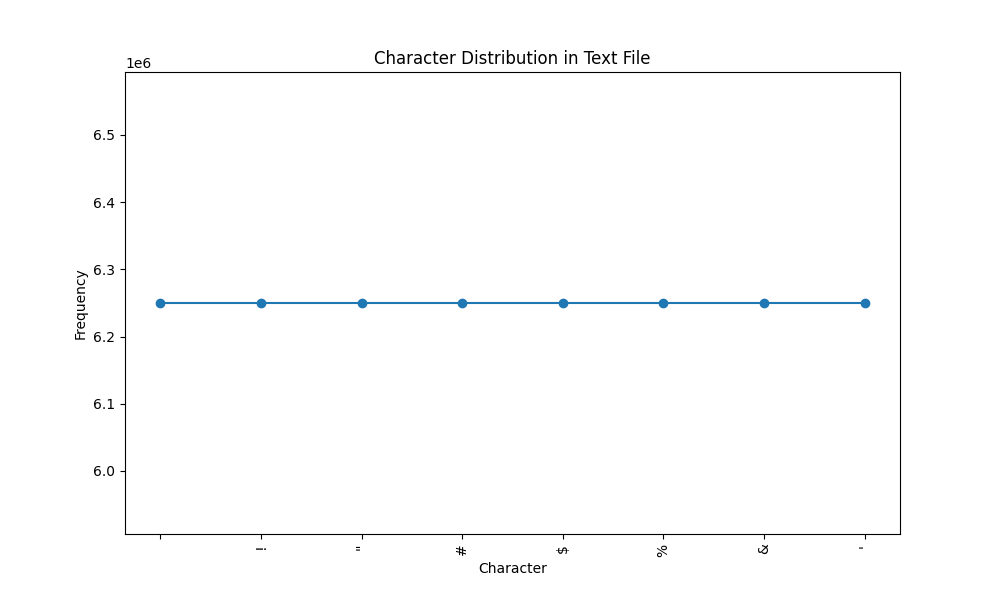 Character Distribution in Text File
1e6
6.5
6.4
6.3
6.2
6.1
6.0
Frequency
! " # $ % & '
Character